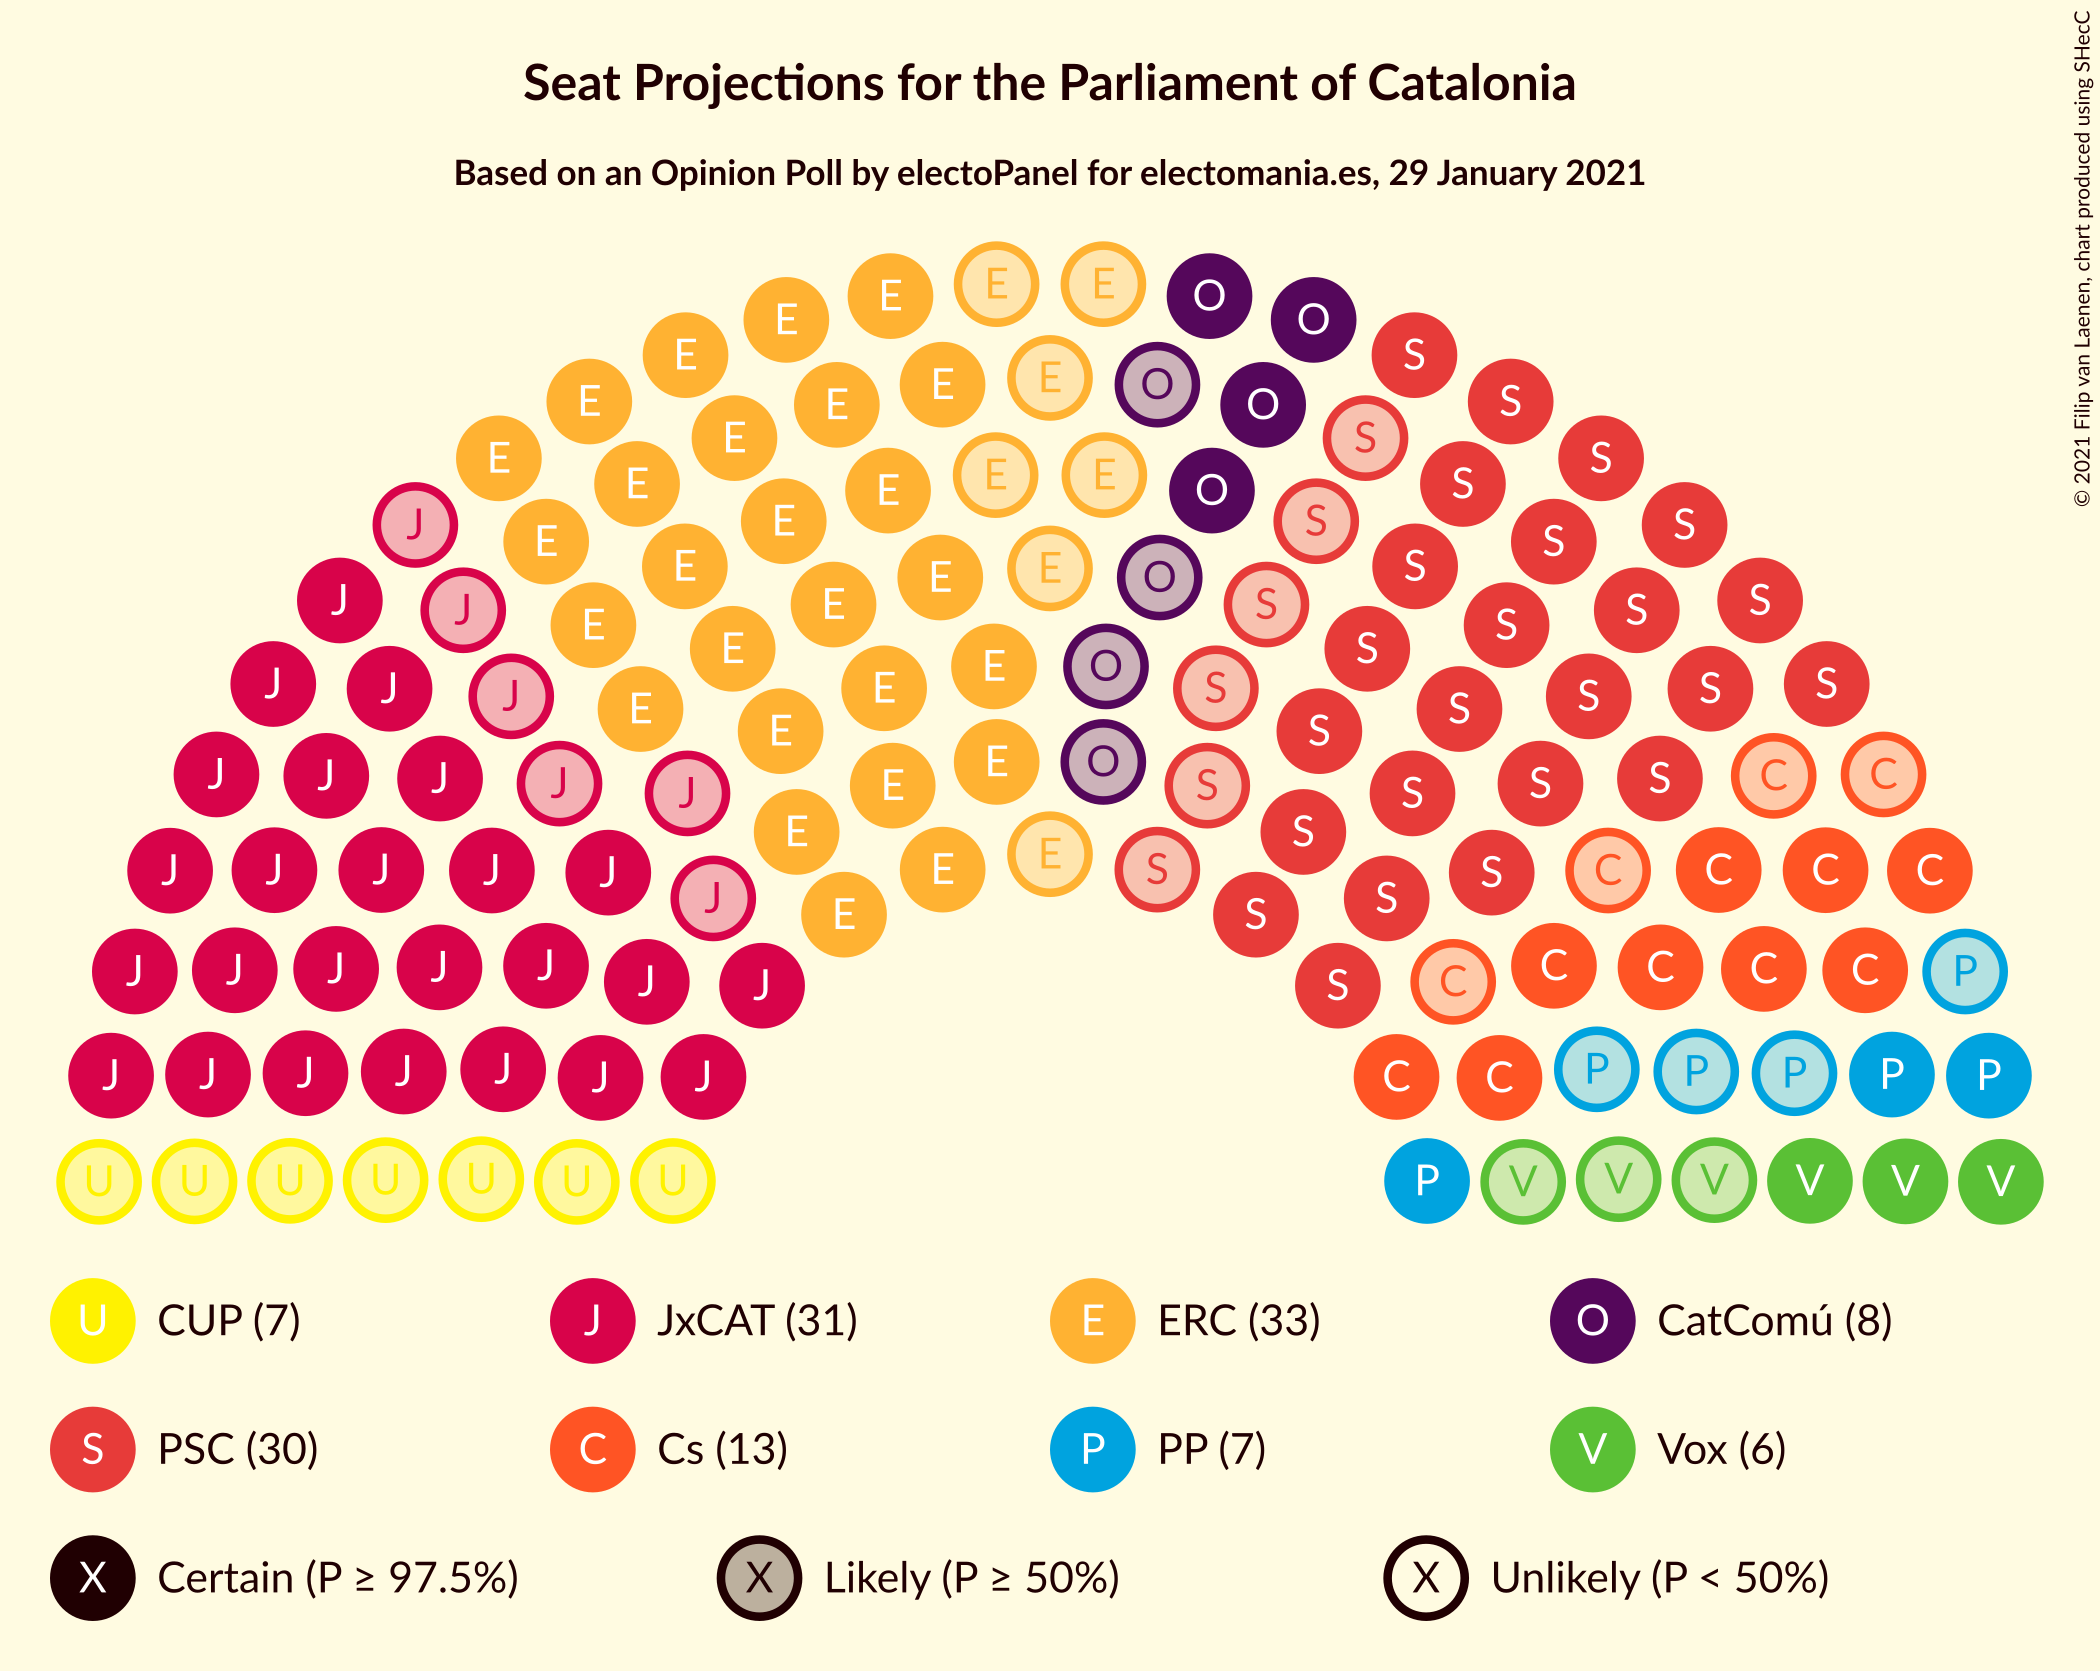 © 2021 Filip van Laenen, chart produced using SHecC
Seat Projections for the Parliament of Catalonia
Based on an Opinion Poll by electoPanel for electomania.es, 29 January 2021
E E E E O O
E E E E E O O S S
E E E E E E O S S S
J E E E E E O S S S S
J J E E E E O S S S S S
J J J E E E S S S S S S
J J J J J E E E O S S S S S C C
J J J J J J E E E S S S S C C C C
J J J J J J J S C C C C C P
J J J J J J J C C P P P P P
U U U U U U U P V V V V V V
U CUP (7) J JxCAT (31) E ERC (33) O CatComú (8)
S PSC (30) C Cs (13) P PP (7) V Vox (6)
X Certain (P ≥ 97.5%) X Likely (P ≥ 50%) X Unlikely (P < 50%)